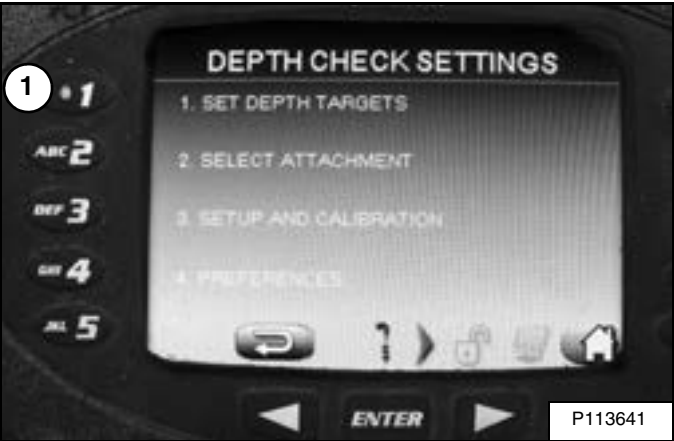 DEPTH CHECK SETTINGS
1
1
1. SET DEPTH TARGETS
ABC 2
2. SELECT ATTACHMENT
DEF 3
3. SETUP AND CALIBRATION
GHI 4
4. PREFERENCES
JKL 5
ENTER
P113641